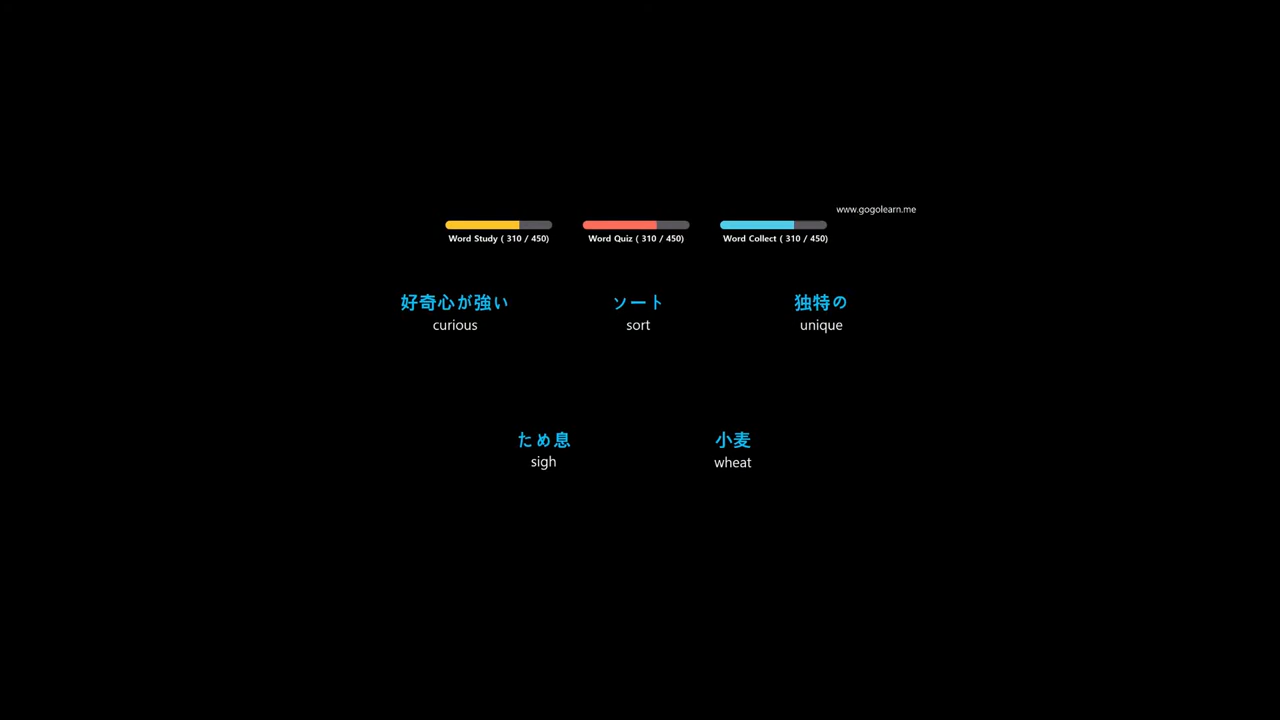 www.gogolearn.me
Word Study ( 310 / 450)
Word Quiz ( 310 / 450)
Word Collect ( 310 / 450)
好奇心が強い
curious
ソート
sort
独特の
unique
ため息
sigh
小麦
wheat